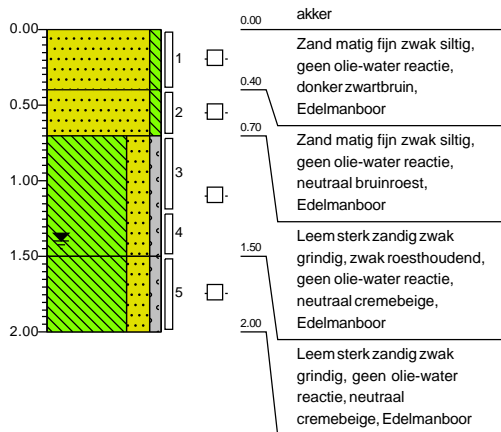 0.00
0.50
1.00
1.50
2.00
1
2
3
4
5
0.00
akker
Zand matig fijn zwak siltig,
geen olie-water reactie,
donker zwartbruin,
Edelmanboor
0.40
Zand matig fijn zwak siltig,
geen olie-water reactie,
neutraal bruinroest,
Edelmanboor
0.70
Leem sterk zandig zwak
grindig, zwak roesthoudend,
geen olie-water reactie,
neutraal cremebeige,
Edelmanboor
1.50
Leem sterk zandig zwak
grindig, geen olie-water
reactie, neutraal
cremebeige, Edelmanboor
2.00